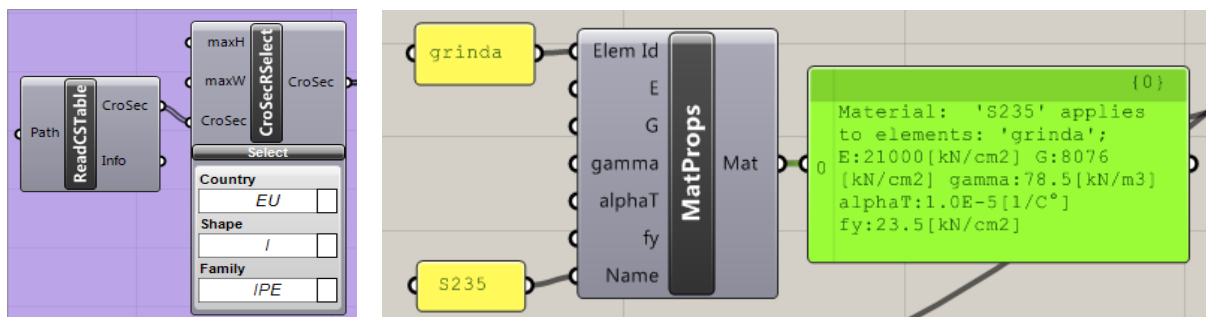 Path
ReadCSTable
CroSec
Info
maxH
maxW
CroSec
CroSecRSelect
CroSec
Select
Country
EU
Shape
I
Family
IPE
grinda
S235
Elem Id
E
G
gamma
alphaT
fy
Name
MatProps
Mat
{0}
0
Material: 'S235' applies
to elements: 'grinda';
E:21000[kN/cm2] G:8076
[kN/cm2] gamma:78.5[kN/m3]
alphaT:1.0E-5[1/C°]
fy:23.5[kN/cm2]